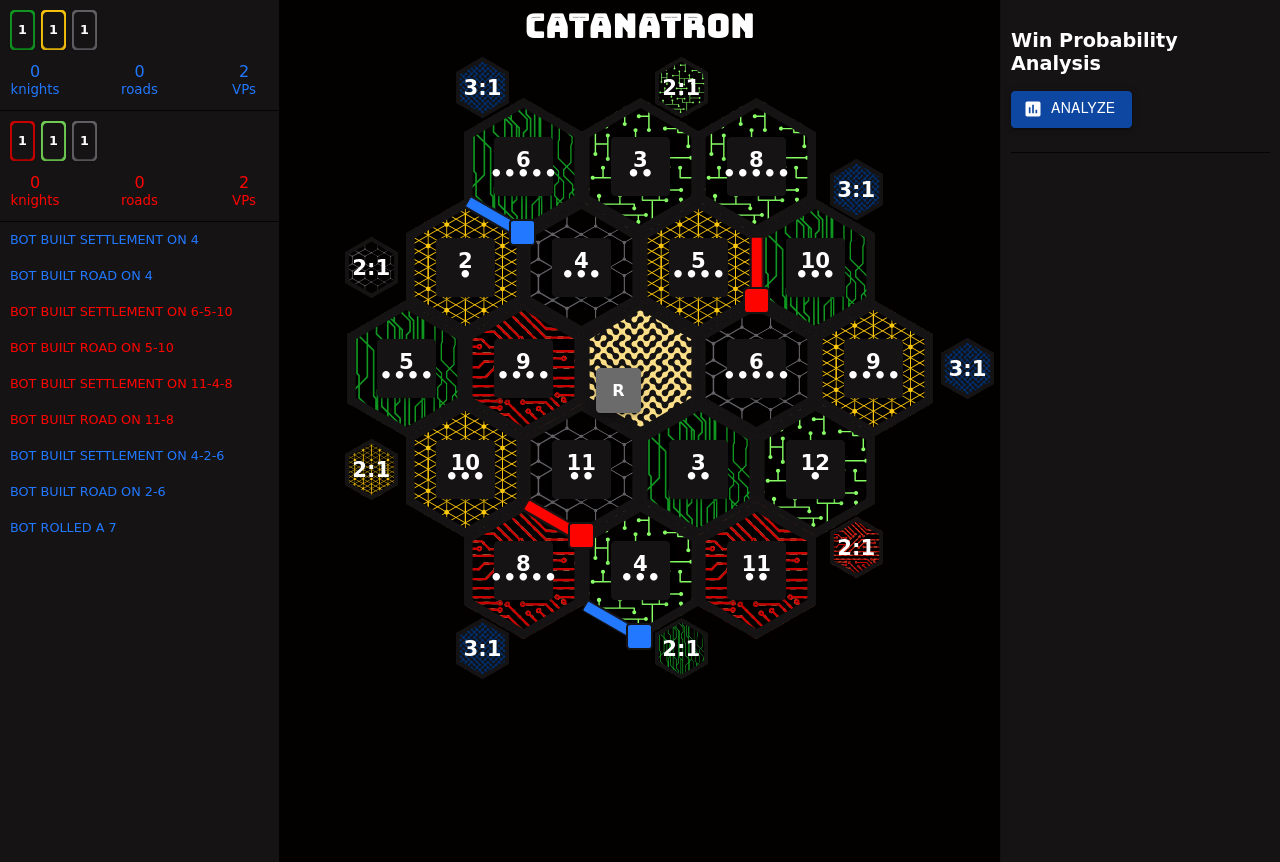 CATANATRON
1 1 1
0 0 2
knights roads VPs
1 1 1
0 0 2
knights roads VPs
BOT BUILT SETTLEMENT ON 4
BOT BUILT ROAD ON 4
BOT BUILT SETTLEMENT ON 6-5-10
BOT BUILT ROAD ON 5-10
BOT BUILT SETTLEMENT ON 11-4-8
BOT BUILT ROAD ON 11-8
BOT BUILT SETTLEMENT ON 4-2-6
BOT BUILT ROAD ON 2-6
BOT ROLLED A 7
3:1 2:1
6 3 8
3:1
2:1 2 4 5 10
5 9 6 9 3:1
R
2:1 10 11 3 12
2:1
8 4 11
3:1 2:1
Win Probability
Analysis
ANALYZE